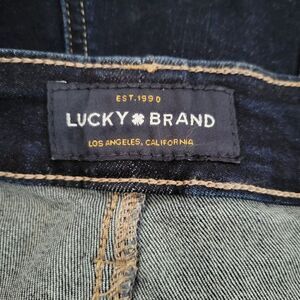 EST. 1990
LUCKY BRAND
LOS ANGELES, CALIFORNIA